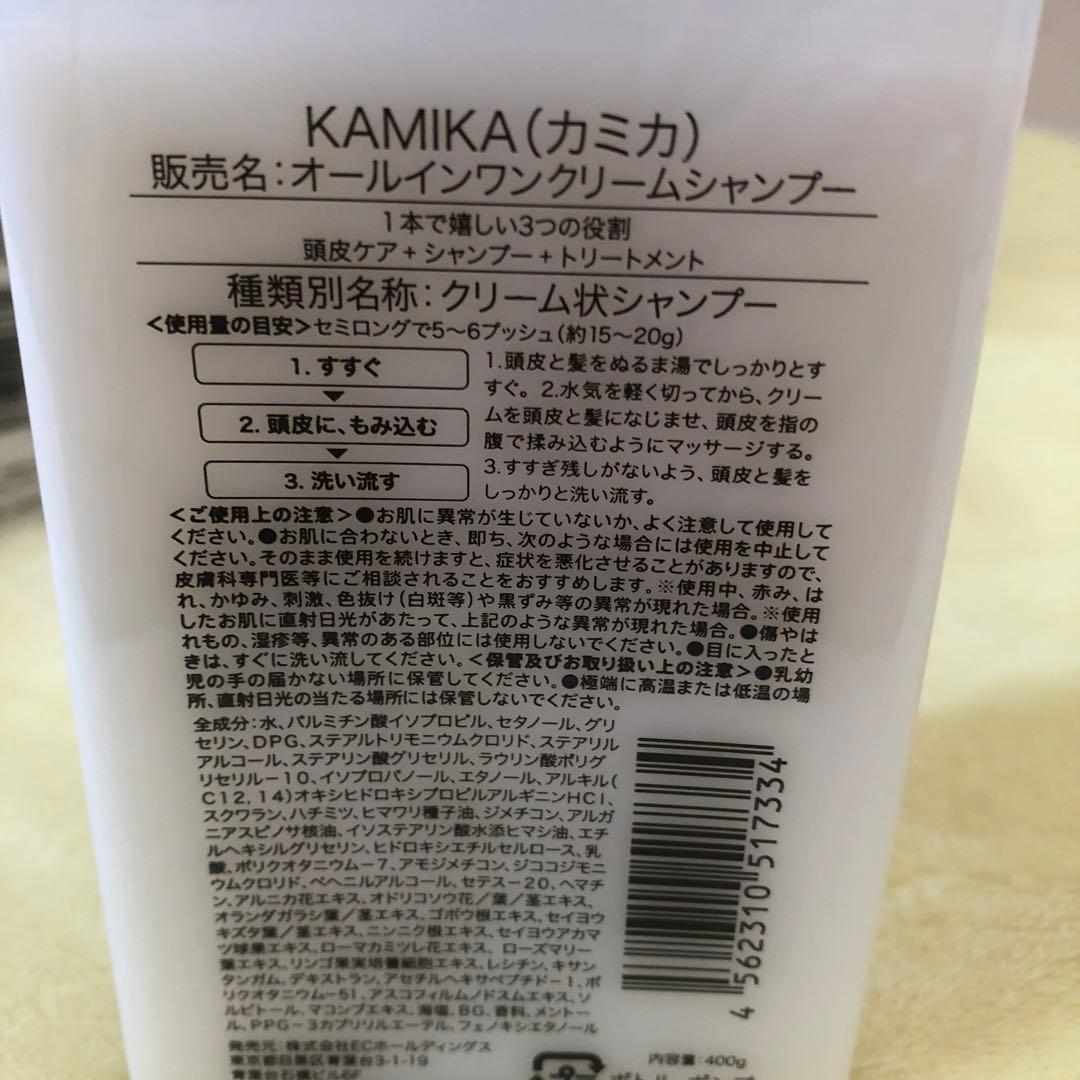 KAMIKA(カミカ)
販売名:オールインワンクリームシャンプー
1本で嬉しい3つの役割
頭皮ケア+シャンプー+トリートメント
種類別名称:クリーム状シャンプー
<使用量の目安>セミロングで5〜6プッシュ(約15〜20g)
1. すすぐ
2. 頭皮に、もみ込む
3. 洗い流す
1.頭皮と髪をぬるま湯でしっかりとす
すぐ。2.水気を軽く切ってから、クリー
ムを頭皮と髪になじませ、頭皮を指の
腹で揉み込むようにマッサージする。
3.すすぎ残しがないよう、頭皮と髪を
しっかりと洗い流す。
<ご使用上の注意>●お肌に異常が生じていないか、よく注意して使用して
ください。●お肌に合わないとき、即ち、次のような場合には使用を中止して
ください。そのまま使用を続けますと、症状を悪化させることがありますので、
皮膚科専門医等にご相談されることをおすすめします。※使用中、赤み、は
れ、かゆみ、刺激、色抜け(白斑等)や黒ずみ等の異常が現れた場合。※使用
したお肌に直射日光があたって、上記のような異常が現れた場合。●傷やは
れもの、湿疹等、異常のある部位には使用しないでください。●目に入ったと
きは、すぐに洗い流してください。<保管及びお取り扱い上の注意>●乳幼
児の手の届かない場所に保管してください。●極端に高温または低温の場
所、直射日光の当たる場所には保管しないでください。
全成分:水、パルミチン酸イソプロピル、セタノール、グリ
セリン、DPG、ステアルトリモニウムクロリド、ステアリル
アルコール、ステアリン酸グリセリル、ラウリン酸ポリグ
リセリル-10、イソプロパノール、エタノール、アルキル(
C12,14)オキシヒドロキシプロピルアルギニンHCl、
スクワラン、ハチミツ、ヒマワリ種子油、ジメチコン、アルガ
ニアスピノサ核油、イソステアリン酸水添ヒマシ油、エチ
ルヘキシルグリセリン、ヒドロキシエチルセルロース、乳
酸、ポリクオタニウム-7、アモジメチコン、ジココジモニ
ウムクロリド、ベヘニルアルコール、セテス-20、ヘマチ
ン、アルニカ花エキス、オドリコソウ花/葉/茎エキス、
オランダガラシ葉/茎エキス、ゴボウ根エキス、セイヨウ
キズタ葉/茎エキス、ニンニク根エキス、セイヨウアカマ
ツ球果エキス、ローマカミツレ花エキス、ローズマリー
葉エキス、リンゴ果実培養細胞エキス、レシチン、キサン
タンガム、デキストラン、アセチルヘキサペプチド-1、ポ
リクオタニウム-51、アスコフィルムノドスムエキス、ソ
ルビトール、マコンブエキス、海塩、BG、香料、メントー
ル、PPG-3カプリリルエーテル、フェノキシエタノール
4 562310 517334
発売元:株式会社ECホールディングス
東京都目黒区青葉台3-1-19
青葉台石橋ビル6F
内容量:400g